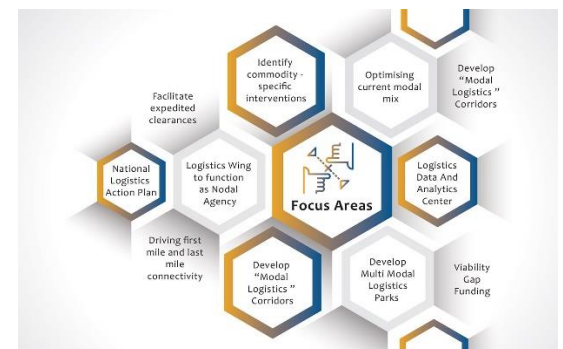 Identify
commodity -
specific
interventions
Optimising
current modal
mix
Develop
“Modal
Logistics ”
Corridors
Facilitate
expedited
clearances
National
Logistics
Action Plan
Logistics Wing
to function
as Nodal
Agency
Focus Areas
Logistics
Data And
Analytics
Center
Driving first
mile and last
mile
connectivity
Develop
“Modal
Logistics ”
Corridors
Develop
Multi Modal
Logistics
Parks
Viability
Gap
Funding